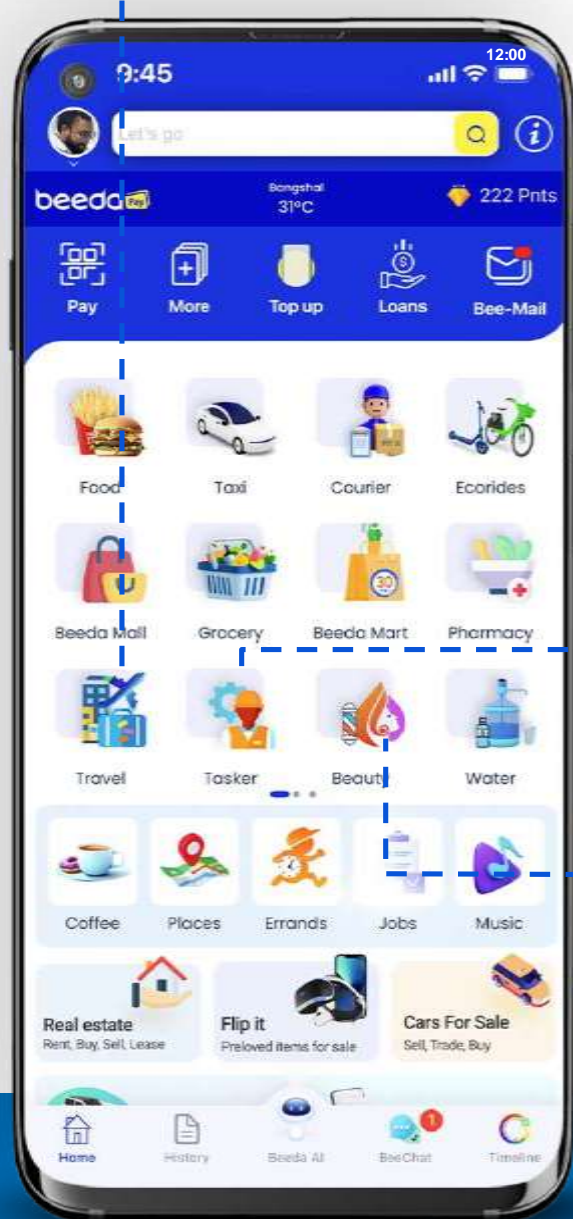 12:00
9:45
Let's go
beeda Pay
Bangshal
31°C
222 Pnts
Pay More Top up Loans Bee-Mail
Food Taxi Courier Ecorides
30
Beeda Mall Grocery Beeda Mart Pharmacy
Travel Tasker Beauty Water
Coffee Places Errands Jobs Music
Real estate
Rent, Buy, Sell, Lease
Flip it
Preloved items for sale
Cars For Sale
Sell, Trade, Buy
1
Home History Beeda AI BeeChat Timeline